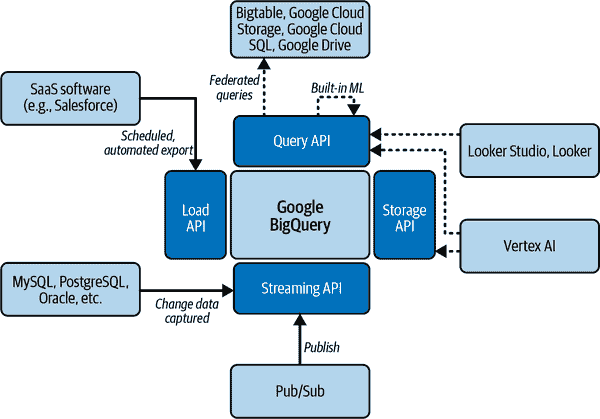 Bigtable, Google Cloud
Storage, Google Cloud
SQL, Google Drive
Federated
queries
Built-in ML
SaaS software
(e.g., Salesforce)
Scheduled,
automated export
Query API
Looker Studio, Looker
Load
API
Google
BigQuery
Storage
API
Vertex AI
MySQL, PostgreSQL,
Oracle, etc.
Change data
captured
Streaming API
Publish
Pub/Sub